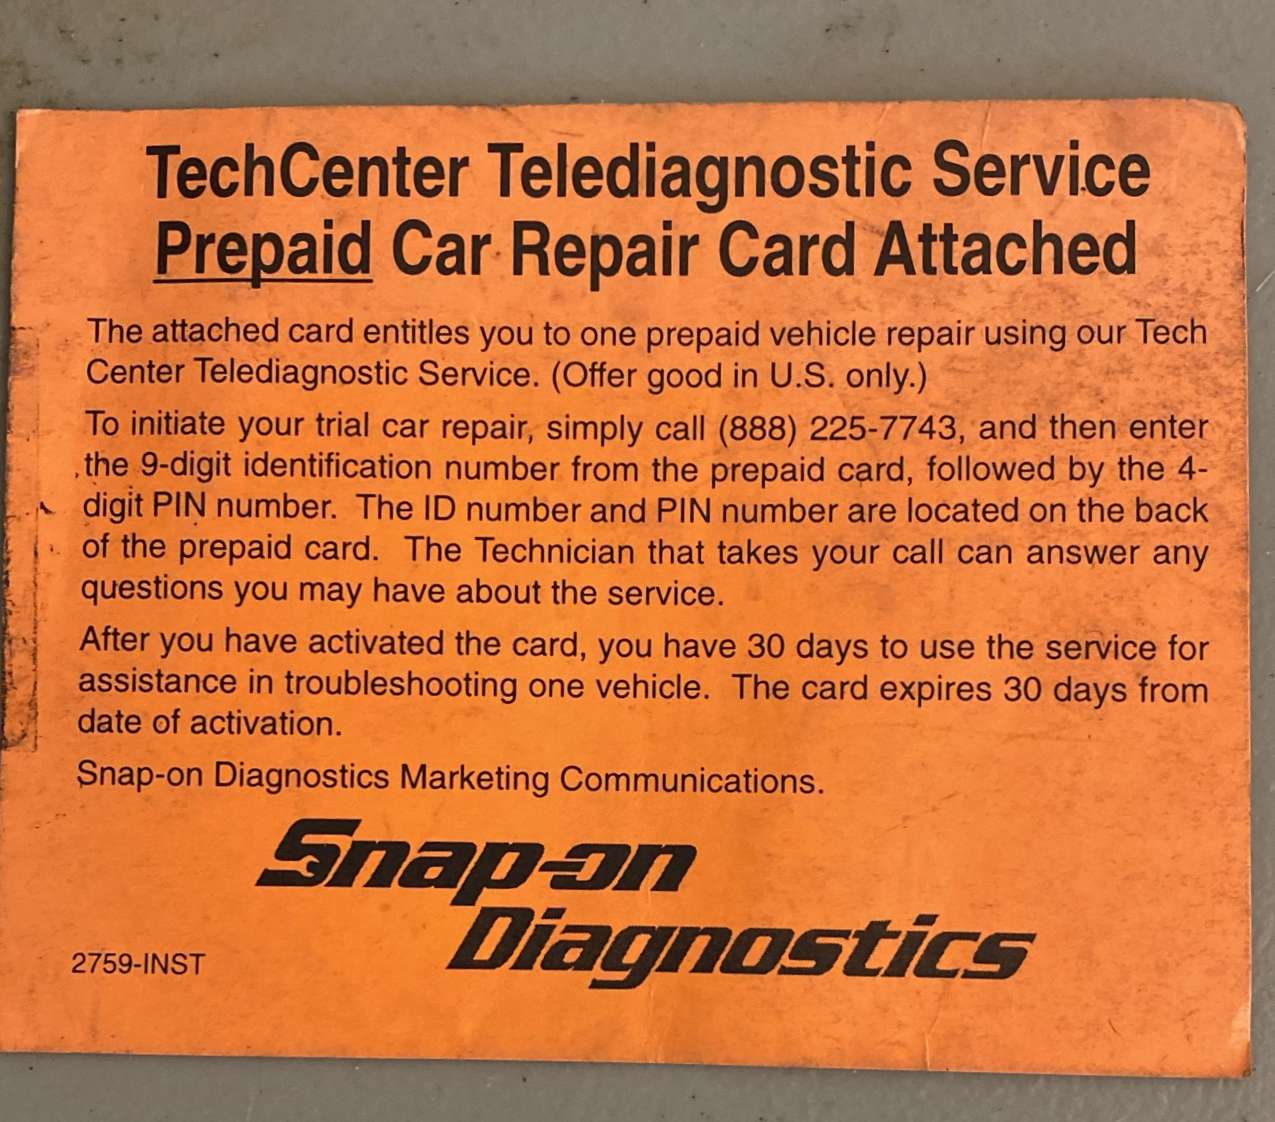 TechCenter Telediagnostic Service
Prepaid Car Repair Card Attached
The attached card entitles you to one prepaid vehicle repair using our Tech
Center Telediagnostic Service. (Offer good in U.S. only.)
To initiate your trial car repair, simply call (888) 225-7743, and then enter
the 9-digit identification number from the prepaid card, followed by the 4-
digit PIN number. The ID number and PIN number are located on the back
of the prepaid card. The Technician that takes your call can answer any
questions you may have about the service.
After you have activated the card, you have 30 days to use the service for
assistance in troubleshooting one vehicle. The card expires 30 days from
date of activation.
Snap-on Diagnostics Marketing Communications.
Snap-on
Diagnostics
2759-INST